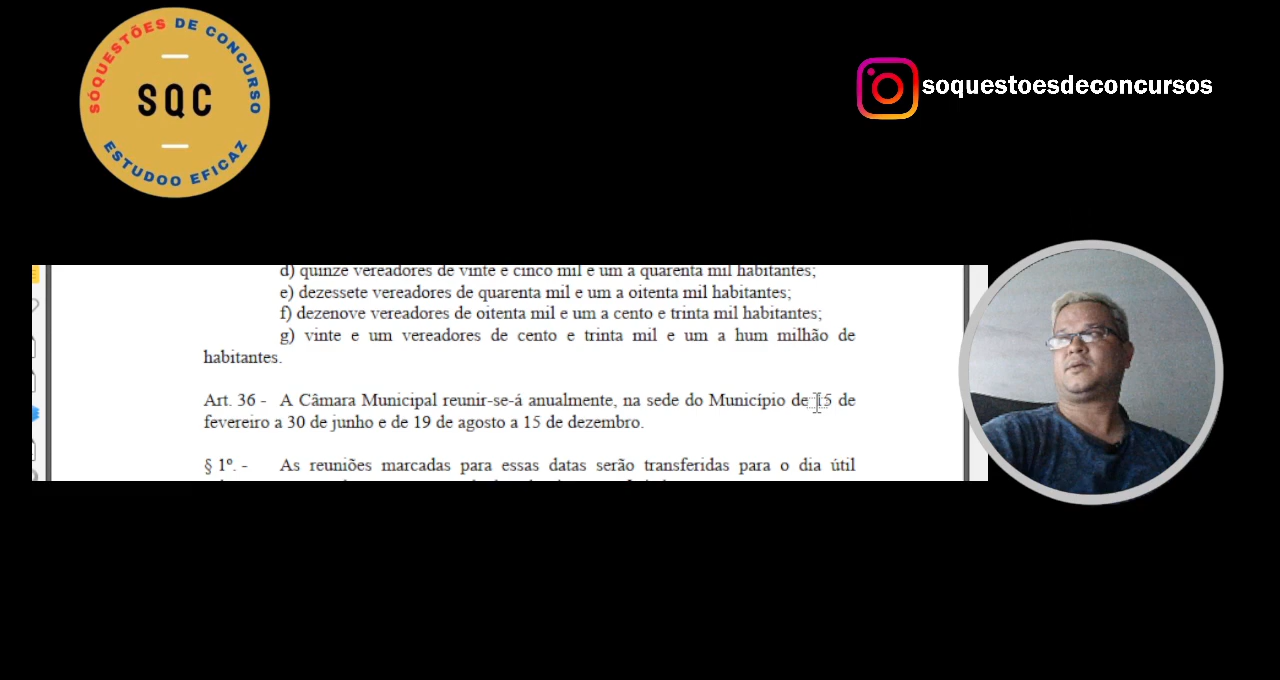 SÓQUESTÕES DE CONCURSO
SQC
ESTUDOO EFICAZ
soquestoesdeconcursos
d) quinze vereadores de vinte e cinco mil e um a quarenta mil habitantes;
e) dezessete vereadores de quarenta mil e um a oitenta mil habitantes;
f) dezenove vereadores de oitenta mil e um a cento e trinta mil habitantes;
g) vinte e um vereadores de cento e trinta mil e um a hum milhão de
habitantes.
Art. 36 - A Câmara Municipal reunir-se-á anualmente, na sede do Município de 15 de
fevereiro a 30 de junho e de 19 de agosto a 15 de dezembro.
§ 1º. - As reuniões marcadas para essas datas serão transferidas para o dia útil